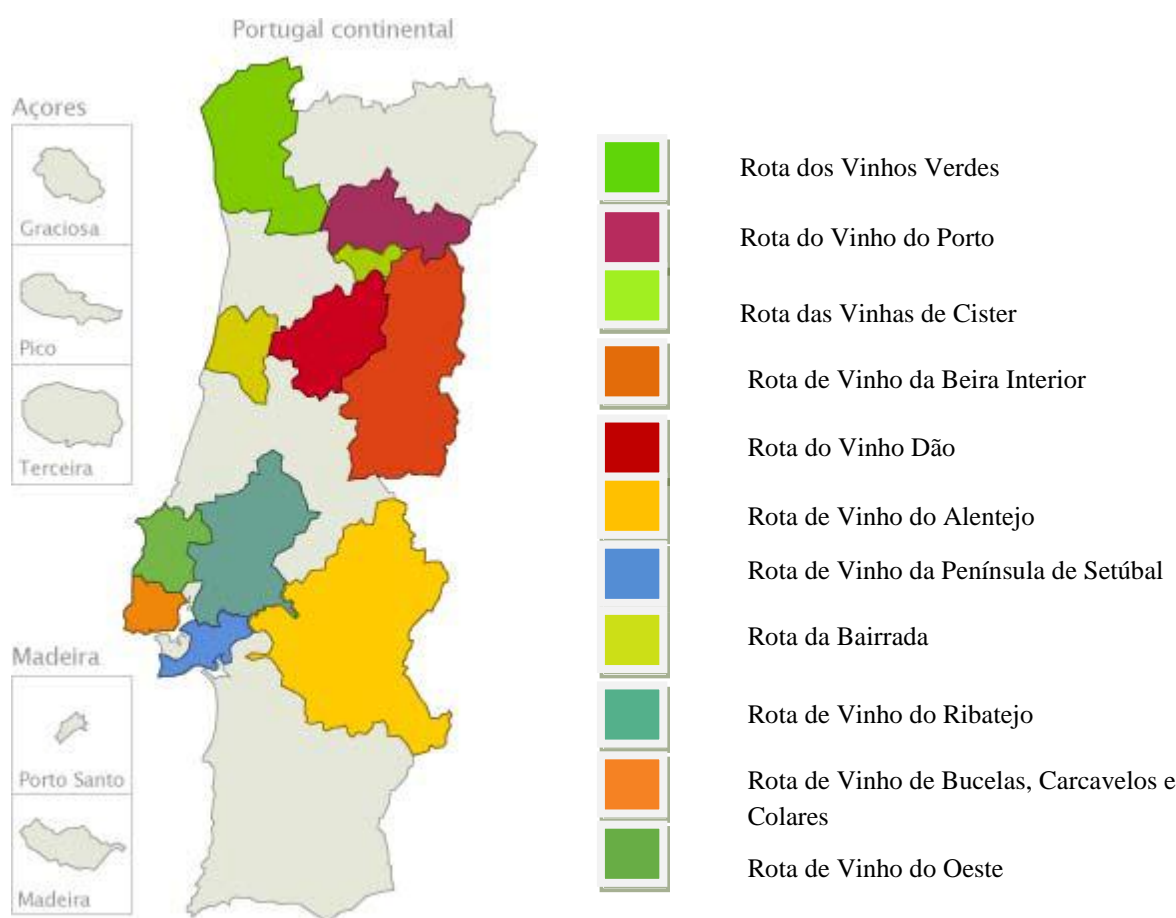 Portugal continental
Açores
Graciosa
Pico
Terceira
Madeira
Porto Santo
Madeira
Rota dos Vinhos Verdes
Rota do Vinho do Porto
Rota das Vinhas de Cister
Rota de Vinho da Beira Interior
Rota do Vinho Dão
Rota de Vinho do Alentejo
Rota de Vinho da Península de Setúbal
Rota da Bairrada
Rota de Vinho do Ribatejo
Rota de Vinho de Bucelas, Carcavelos e
Colares
Rota de Vinho do Oeste